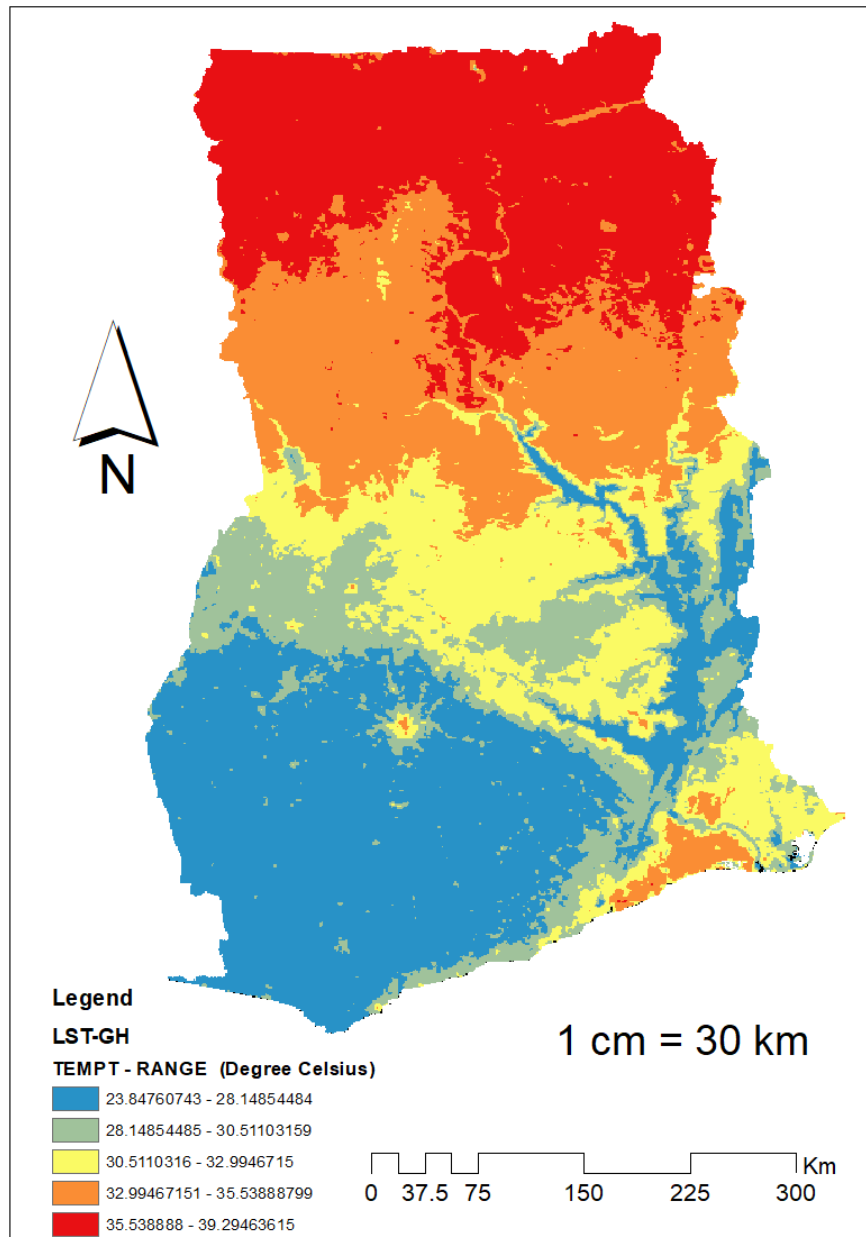 N
Legend
LST-GH
1 cm = 30 km
TEMPT - RANGE (Degree Celsius)
23.84760743 - 28.14854484
28.14854485 - 30.51103159
30.5110316 - 32.9946715
32.99467151 - 35.53888799
35.538888 - 39.29463615
Km
0 37.5 75 150 225 300